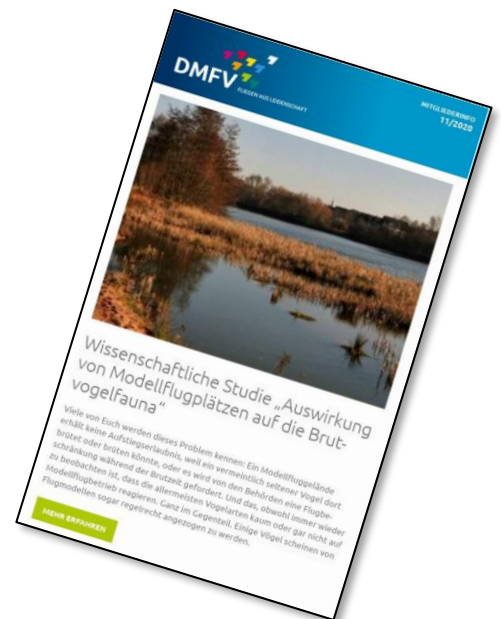 DMFV
FLIEGEN AUS LEIDENSCHAFT
MITGLIEDERINFO
11/2020
Wissenschaftliche Studie „Auswirkung
von Modellflugplätzen auf die Brut-
vogelfauna“
Viele von Euch werden dieses Problem kennen: Ein Modellfluggelände
erhält keine Aufstiegserlaubnis, weil ein vermeintlich seltener Vogel dort
brütet oder brüten könnte, oder es wird von den Behörden eine Flugbe-
schränkung während der Brutzeit gefordert. Und das, obwohl immer wieder
zu beobachten ist, dass die allermeisten Vogelarten kaum oder gar nicht auf
Modellflugbetrieb reagieren. Ganz im Gegenteil. Einige Vögel scheinen von
Flugmodellen sogar regelrecht angezogen zu werden.
MEHR ERFAHREN